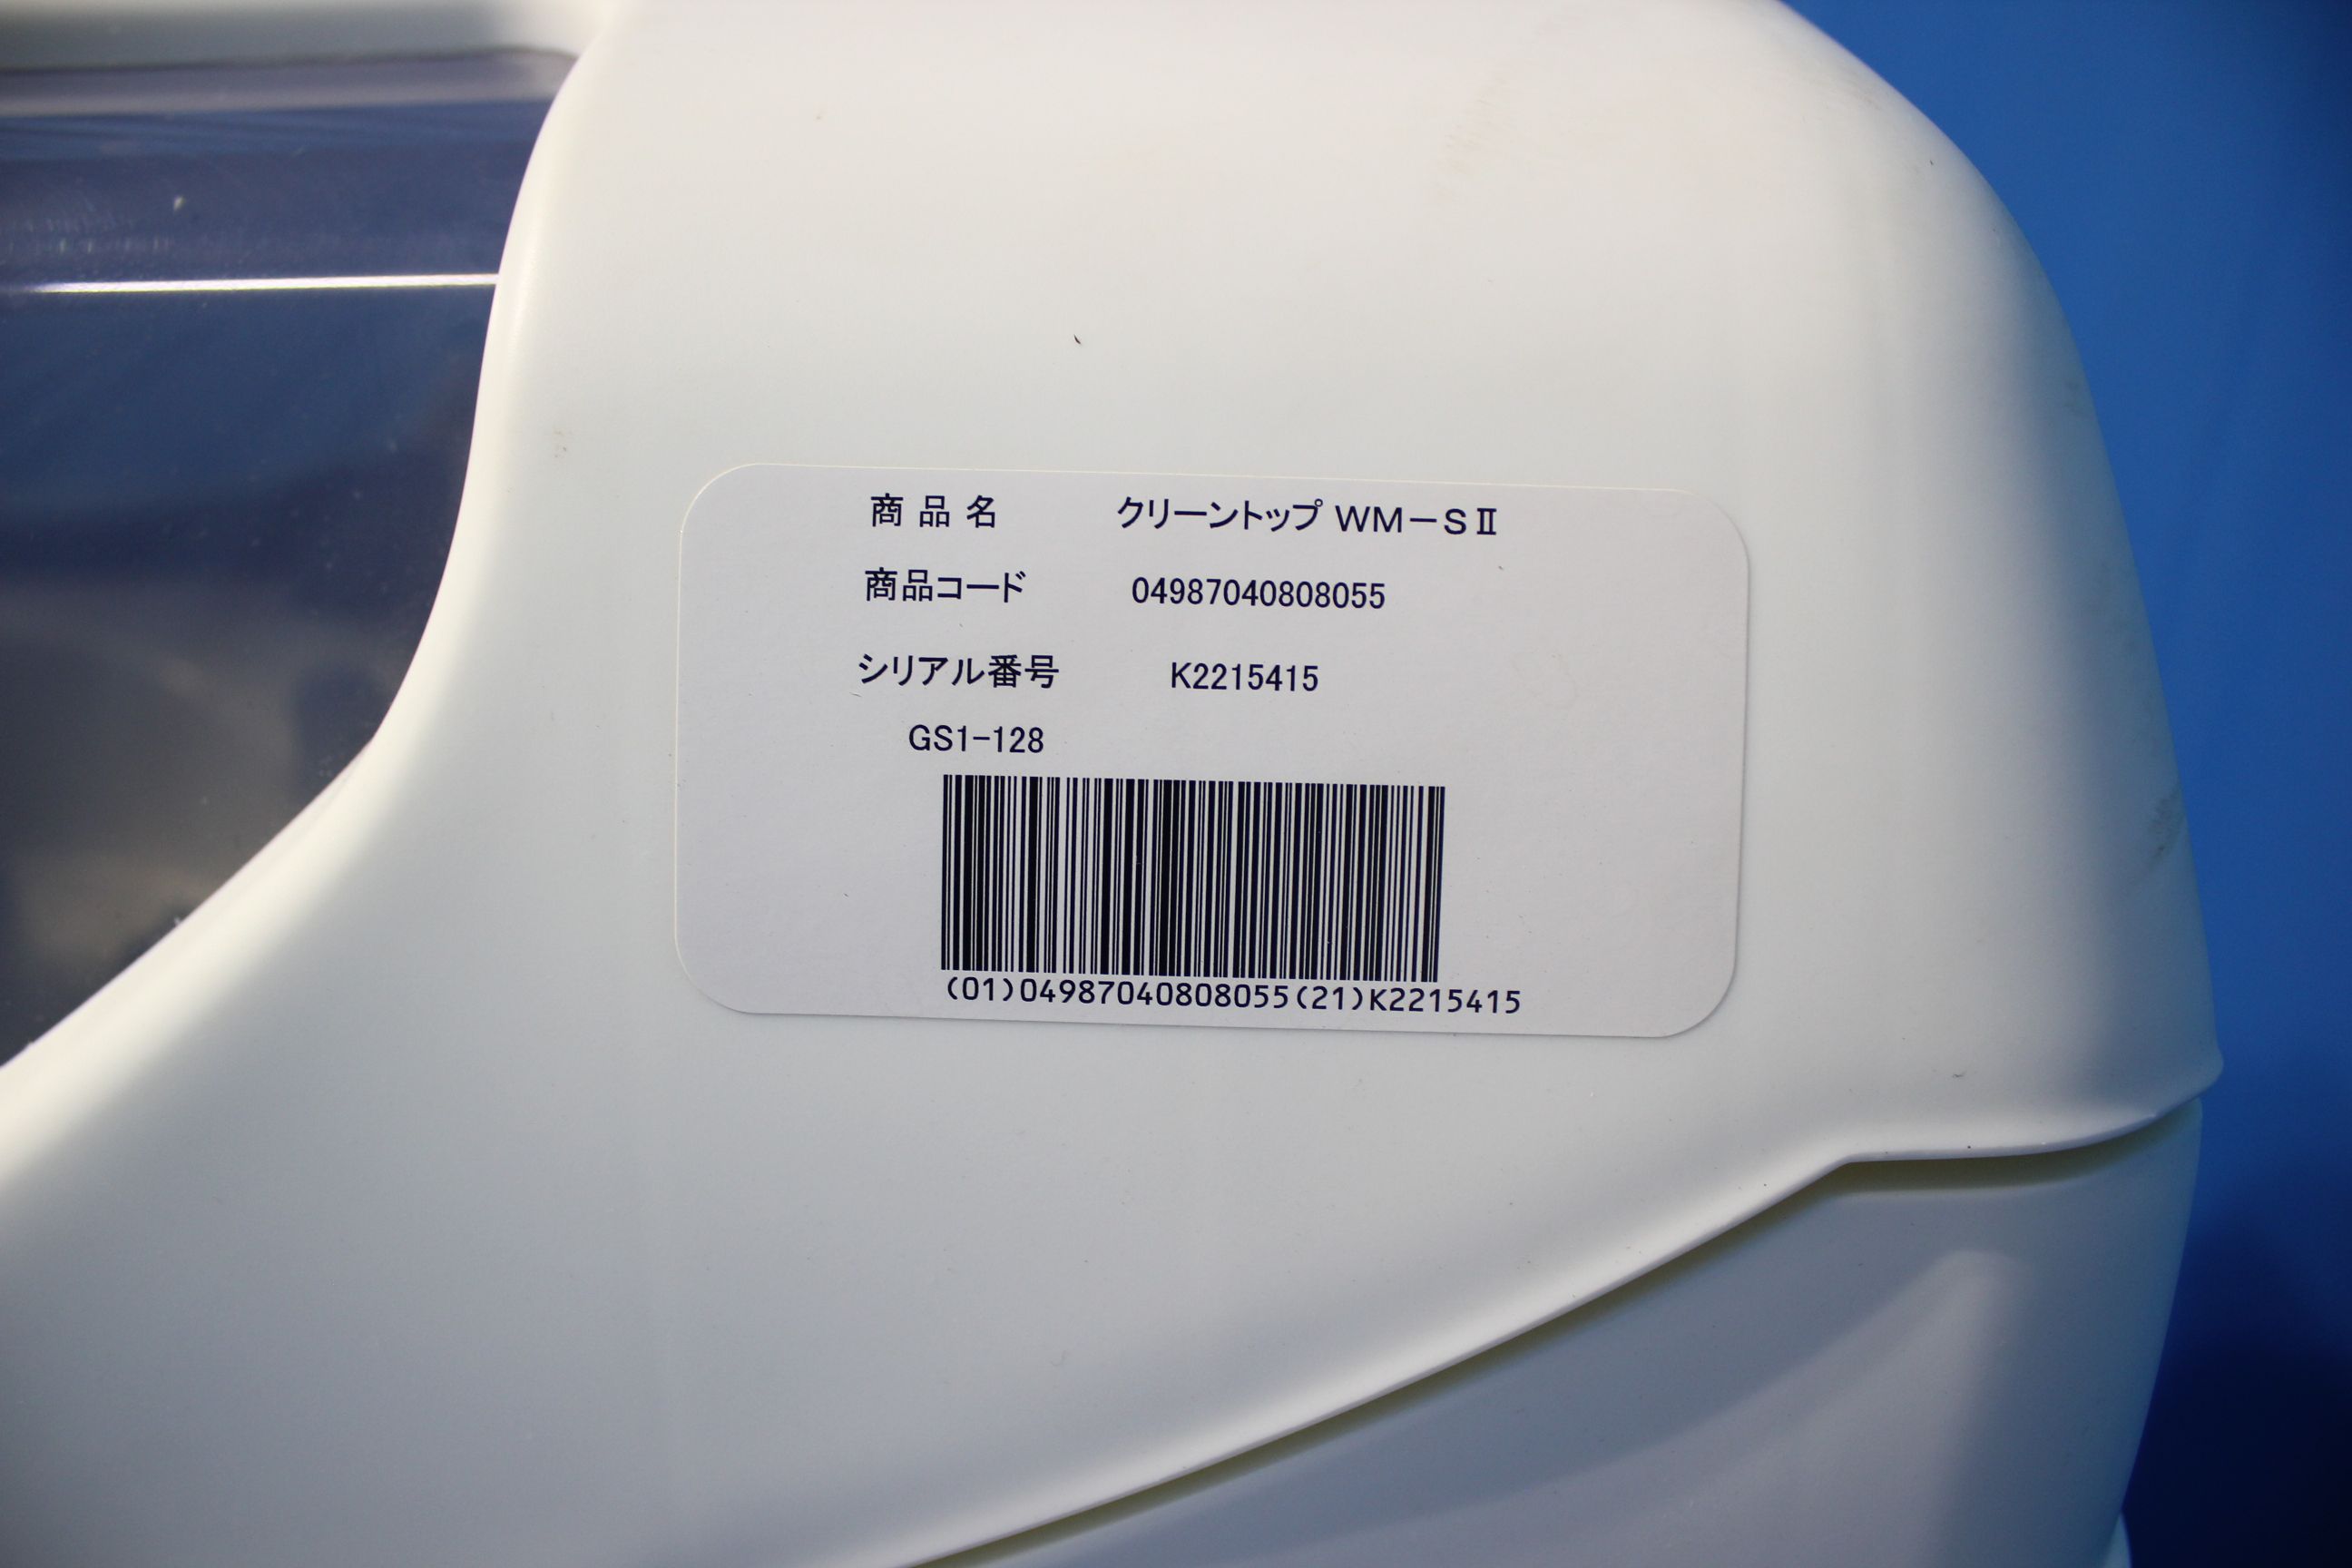 商品名 クリーントップ WM－SⅡ
商品コード 04987040808055
シリアル番号 K2215415
GS1-128
(01)04987040808055(21)K2215415